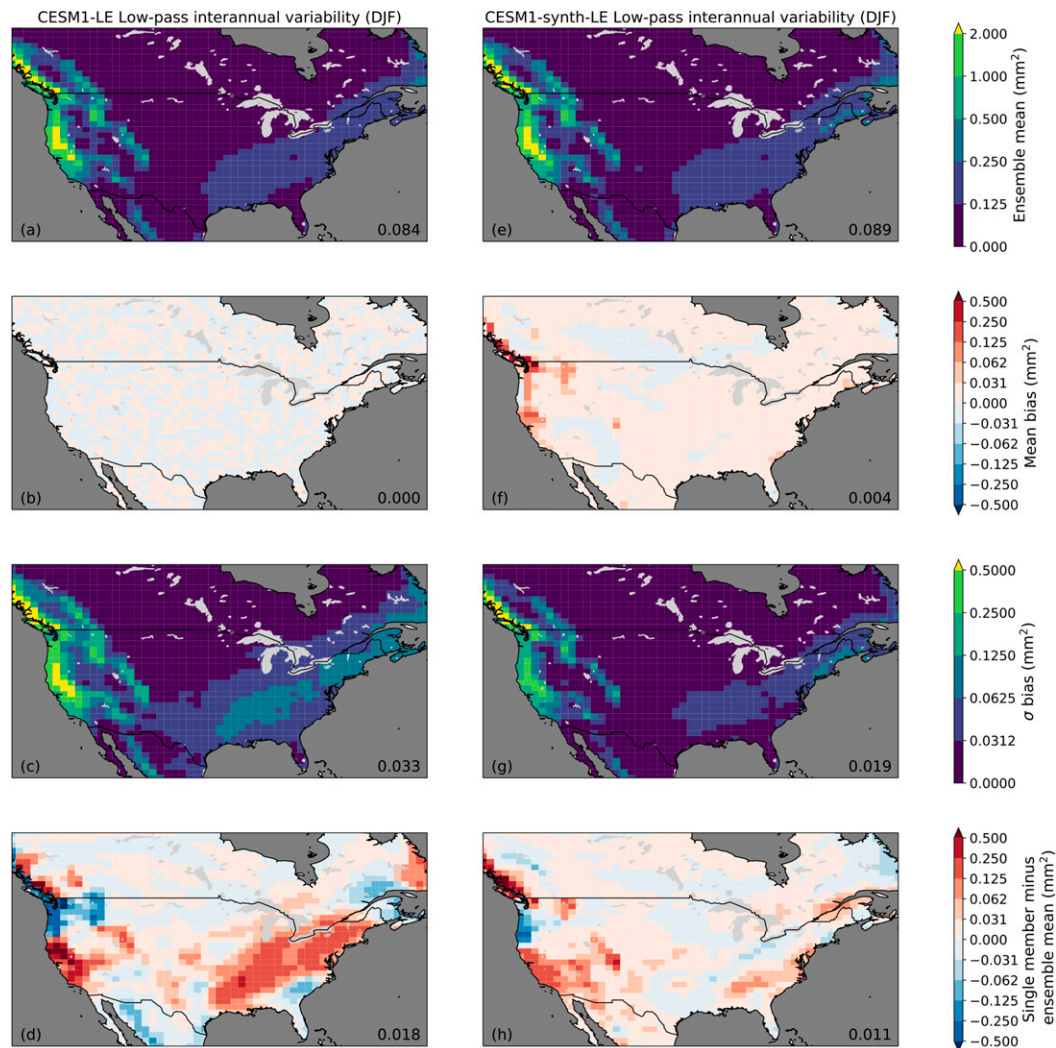 CESM1-LE Low-pass interannual variability (DJF)
CESM1-synth-LE Low-pass interannual variability (DJF)
(a)
0.084
(e)
0.089
2.000
1.000
0.500
0.250
0.125
0.000
Ensemble mean (mm²)
(b)
0.000
(f)
0.004
0.500
0.250
0.125
0.062
0.031
0.000
−0.031
−0.062
−0.125
−0.250
−0.500
Mean bias (mm²)
(c)
0.033
(g)
0.019
0.5000
0.2500
0.1250
0.0625
0.0312
0.0000
σ bias (mm²)
(d)
0.018
(h)
0.011
0.500
0.250
0.125
0.062
0.031
0.000
−0.031
−0.062
−0.125
−0.250
−0.500
Single member minus
ensemble mean (mm²)